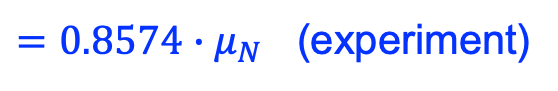 = 0.8574 · μ_N (experiment)